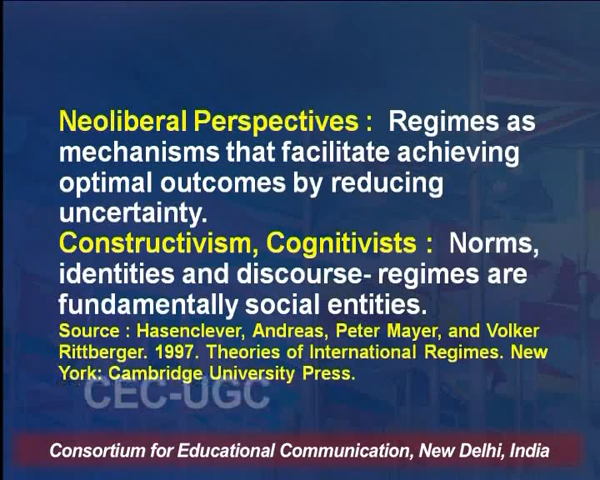 Neoliberal Perspectives : Regimes as
mechanisms that facilitate achieving
optimal outcomes by reducing
uncertainty.
Constructivism, Cognitivists : Norms,
identities and discourse- regimes are
fundamentally social entities.
Source : Hasenclever, Andreas, Peter Mayer, and Volker
Rittberger. 1997. Theories of International Regimes. New
York: Cambridge University Press.
CEC-UGC
Consortium for Educational Communication, New Delhi, India